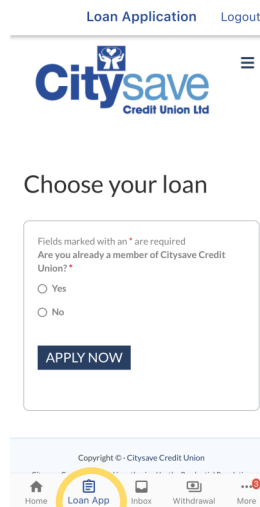 Loan Application Logout
Citysave
Credit Union Ltd
Choose your loan
Fields marked with an * are required
Are you already a member of Citysave Credit
Union? *
Yes
No
APPLY NOW
Copyright © · Citysave Credit Union
3
Home Loan App Inbox Withdrawal More